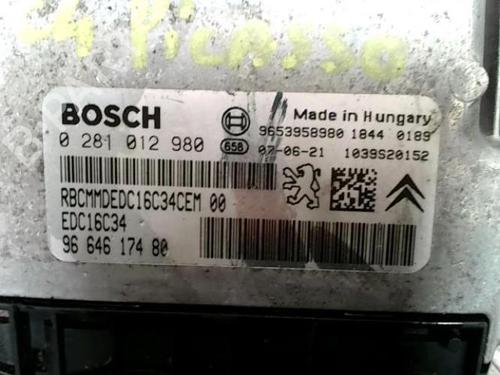 C4 Picasso
BOSCH
Made in Hungary
9653958980 1844 0189
0 281 012 980
658
07-06-21 1039S20152
RBCMMDEDC16C34CEM 00
EDC16C34
96 646 174 80